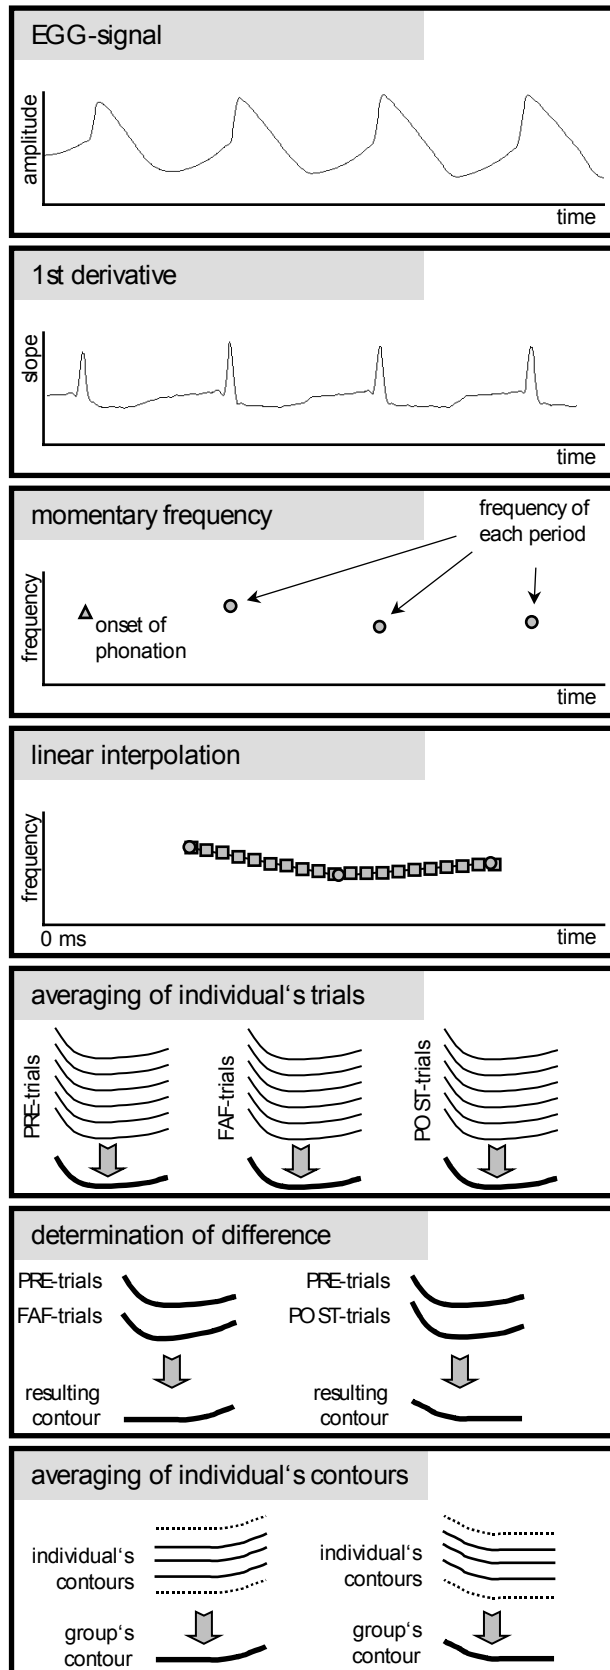 EGG-signal
amplitude
time
1st derivative
slope
time
momentary frequency
frequency of
each period
frequency
onset of
phonation
time
linear interpolation
frequency
0 ms
time
averaging of individual‘s trials
PRE-trials
FAF-trials
POST-trials
determination of difference
PRE-trials
FAF-trials
resulting
contour
PRE-trials
POST-trials
resulting
contour
averaging of individual‘s contours
individual‘s
contours
group‘s
contour
individual‘s
contours
group‘s
contour